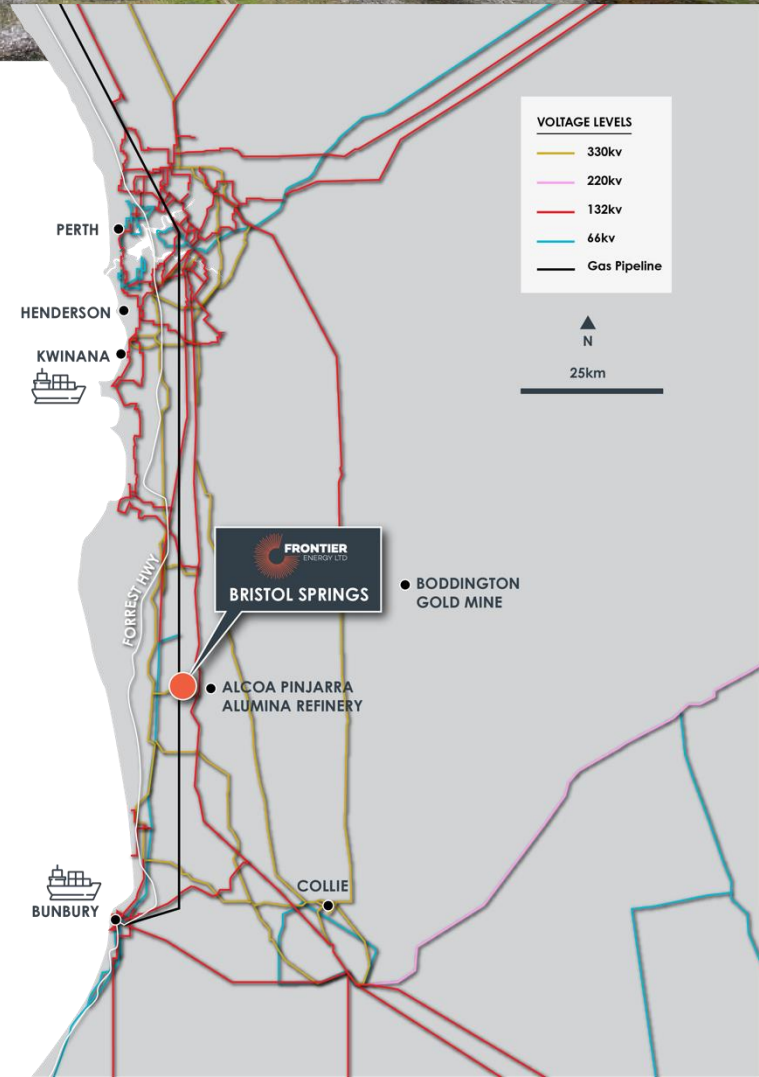 VOLTAGE LEVELS
330kv
220kv
132kv
66kv
Gas Pipeline
N
25km
PERTH
HENDERSON
KWINANA
FORREST HWY
FRONTIER
ENERGY LTD
BRISTOL SPRINGS
BODDINGTON
GOLD MINE
ALCOA PINJARRA
ALUMINA REFINERY
COLLIE
BUNBURY